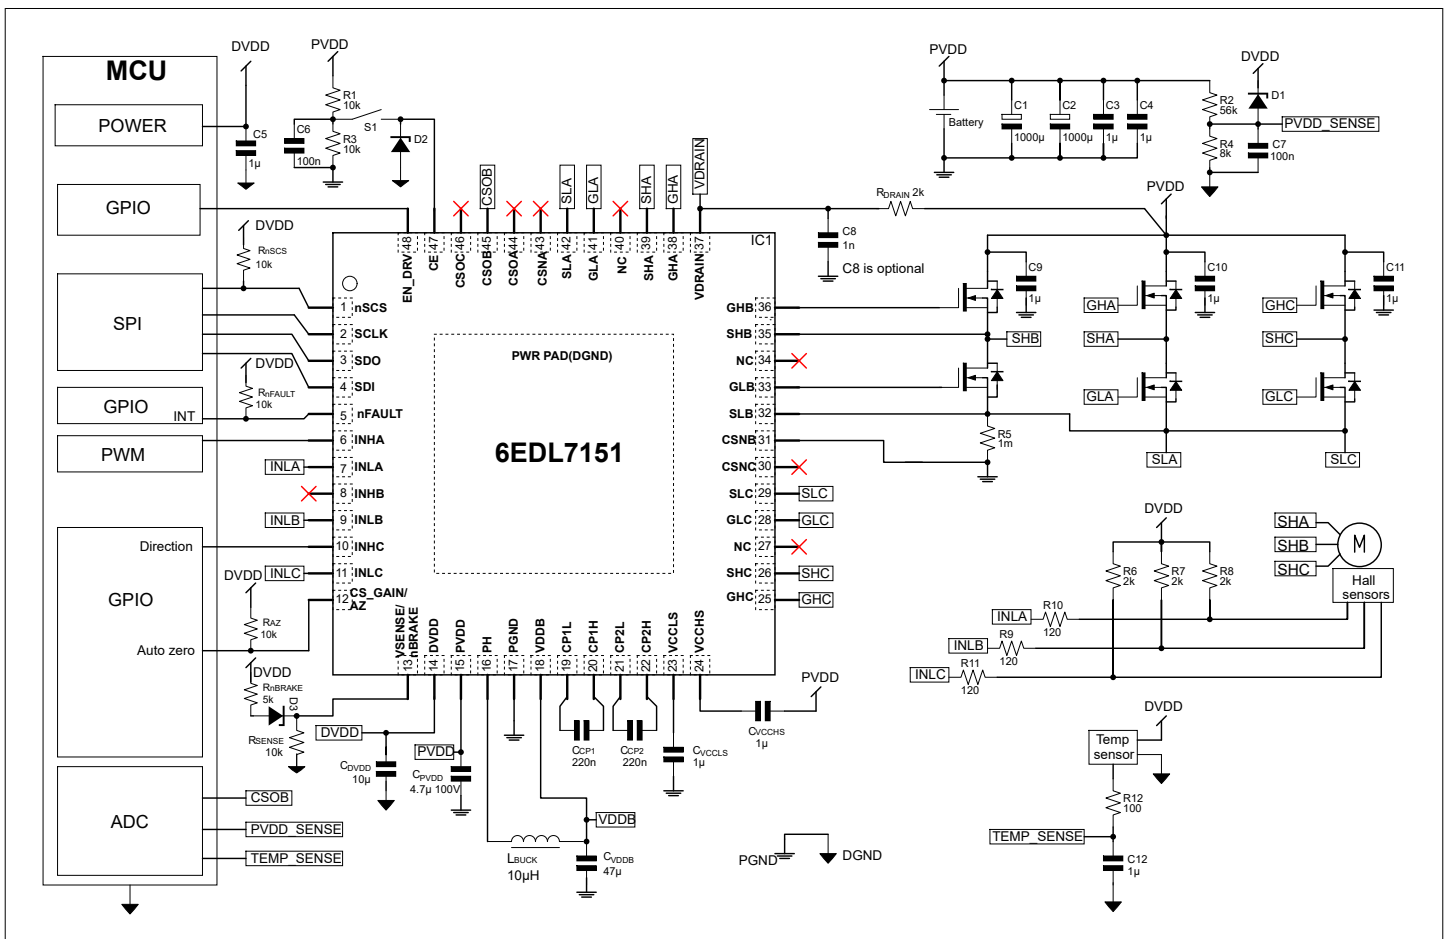 MCU
POWER
GPIO
SPI
GPIO
INT
PWM
GPIO
Direction
Auto zero
ADC
DVDD
C5
1µ
PVDD
R1
10k
S1
C6
100n
R3
10k
D2
DVDD
RnSCS
10k
DVDD
RnFAULT
10k
INLA
INLB
INLC
DVDD
RAZ
10k
DVDD
RnBRAKE
5k
D3
RSENSE
10k
CSOB
PVDD_SENSE
TEMP_SENSE
CSOB
SLA
GLA
SHA
GHA
VDRAIN
IC1
48 EN_DRV
47 CE
46 CSOC
45 CSOB
44 CSOA
43 CSNA
42 SLA
41 GLA
40 NC
39 SHA
38 GHA
37 VDRAIN
1 nSCS
2 SCLK
3 SDO
4 SDI
5 nFAULT
6 INHA
7 INLA
8 INHB
9 INLB
10 INHC
11 INLC
12 CS_GAIN/
AZ
PWR PAD(DGND)
6EDL7151
GHB 36
SHB 35
NC 34
GLB 33
SLB 32
CSNB 31
CSNC 30
SLC 29
GLC 28
NC 27
SHC 26
GHC 25
13 VSENSE/
nBRAKE
14 DVDD
15 PVDD
16 PH
17 PGND
18 VDDB
19 CP1L
20 CP1H
21 CP2L
22 CP2H
23 VCCLS
24 VCCHS
SLC
GLC
SHC
GHC
DVDD
CDVDD
10µ
PVDD
CPVDD
4.7µ 100V
LBUCK
10µH
VDDB
CVDDB
47µ
CCP1
220n
CCP2
220n
CVCCLS
1µ
CVCCHS
1µ
PVDD
PGND
DGND
PVDD
Battery
C1
1000µ
C2
1000µ
C3
1µ
C4
1µ
R2
56k
R4
8k
DVDD
D1
PVDD_SENSE
C7
100n
RDRAIN 2k
C8
1n
C8 is optional
PVDD
C9
1µ
C10
1µ
C11
1µ
GHA
GHC
SHB
SHA
SHC
GLA
GLC
R5
1m
SLA
SLC
DVDD
R6
2k
R7
2k
R8
2k
SHA
SHB
SHC
M
Hall
sensors
INLA
R10
120
INLB
R9
120
INLC
R11
120
DVDD
Temp
sensor
R12
100
TEMP_SENSE
C12
1µ